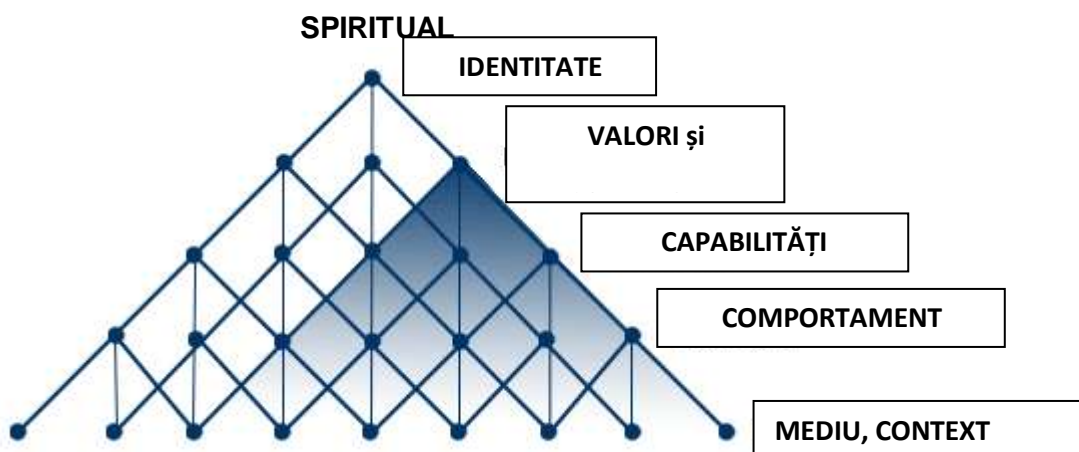 SPIRITUAL
IDENTITATE
VALORI și
CAPABILITĂȚI
COMPORTAMENT
MEDIU, CONTEXT